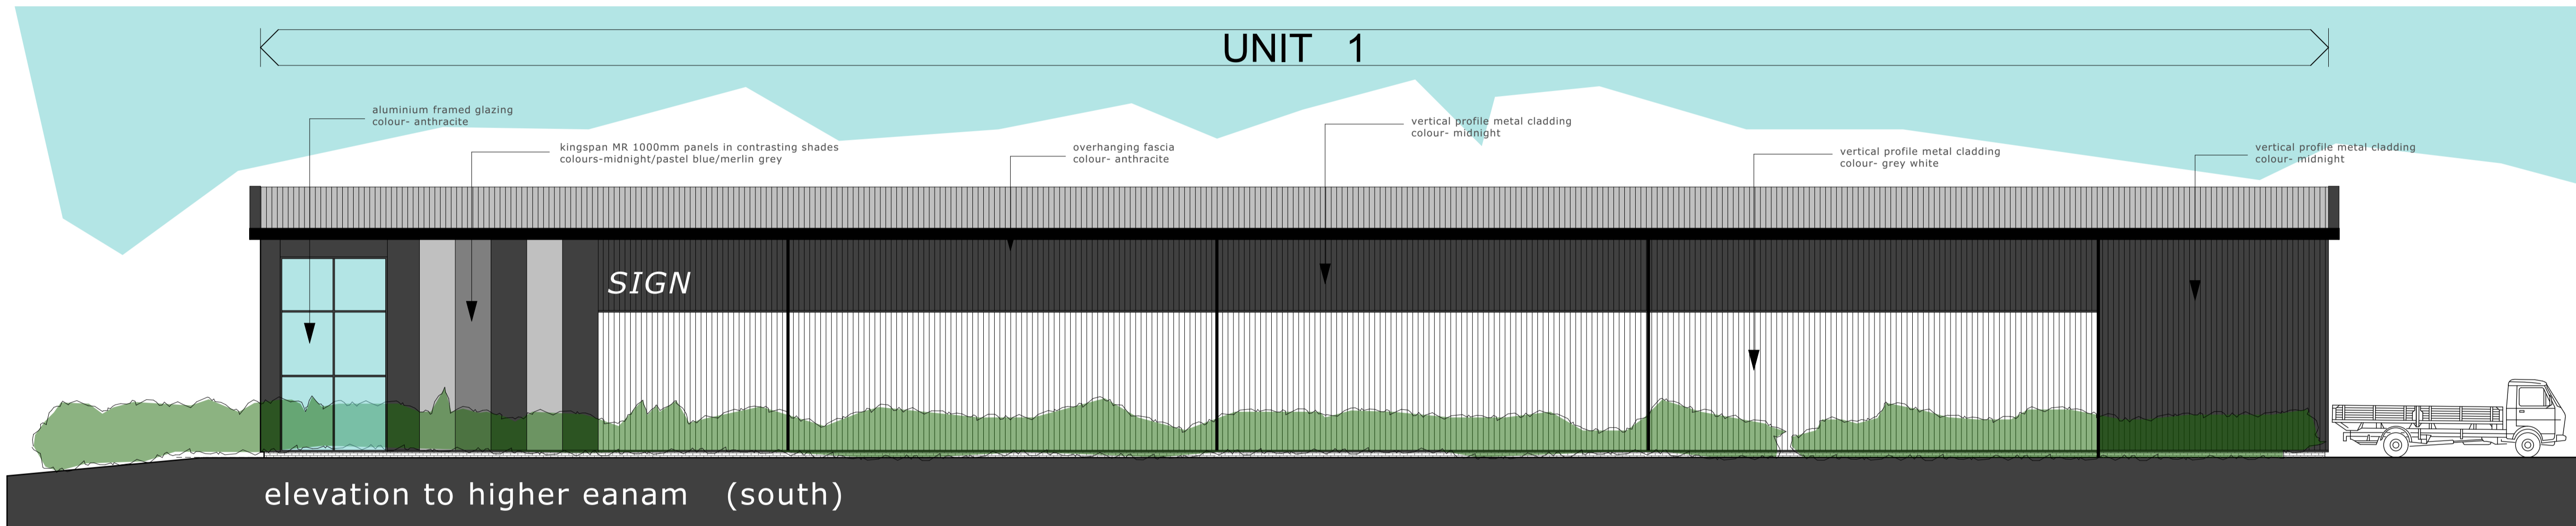 UNIT 1
aluminium framed glazing
colour- anthracite
kingspan MR 1000mm panels in contrasting shades
colours-midnight/pastel blue/merlin grey
overhanging fascia
colour- anthracite
vertical profile metal cladding
colour- midnight
vertical profile metal cladding
colour- grey white
vertical profile metal cladding
colour- midnight
SIGN
elevation to higher eanam (south)